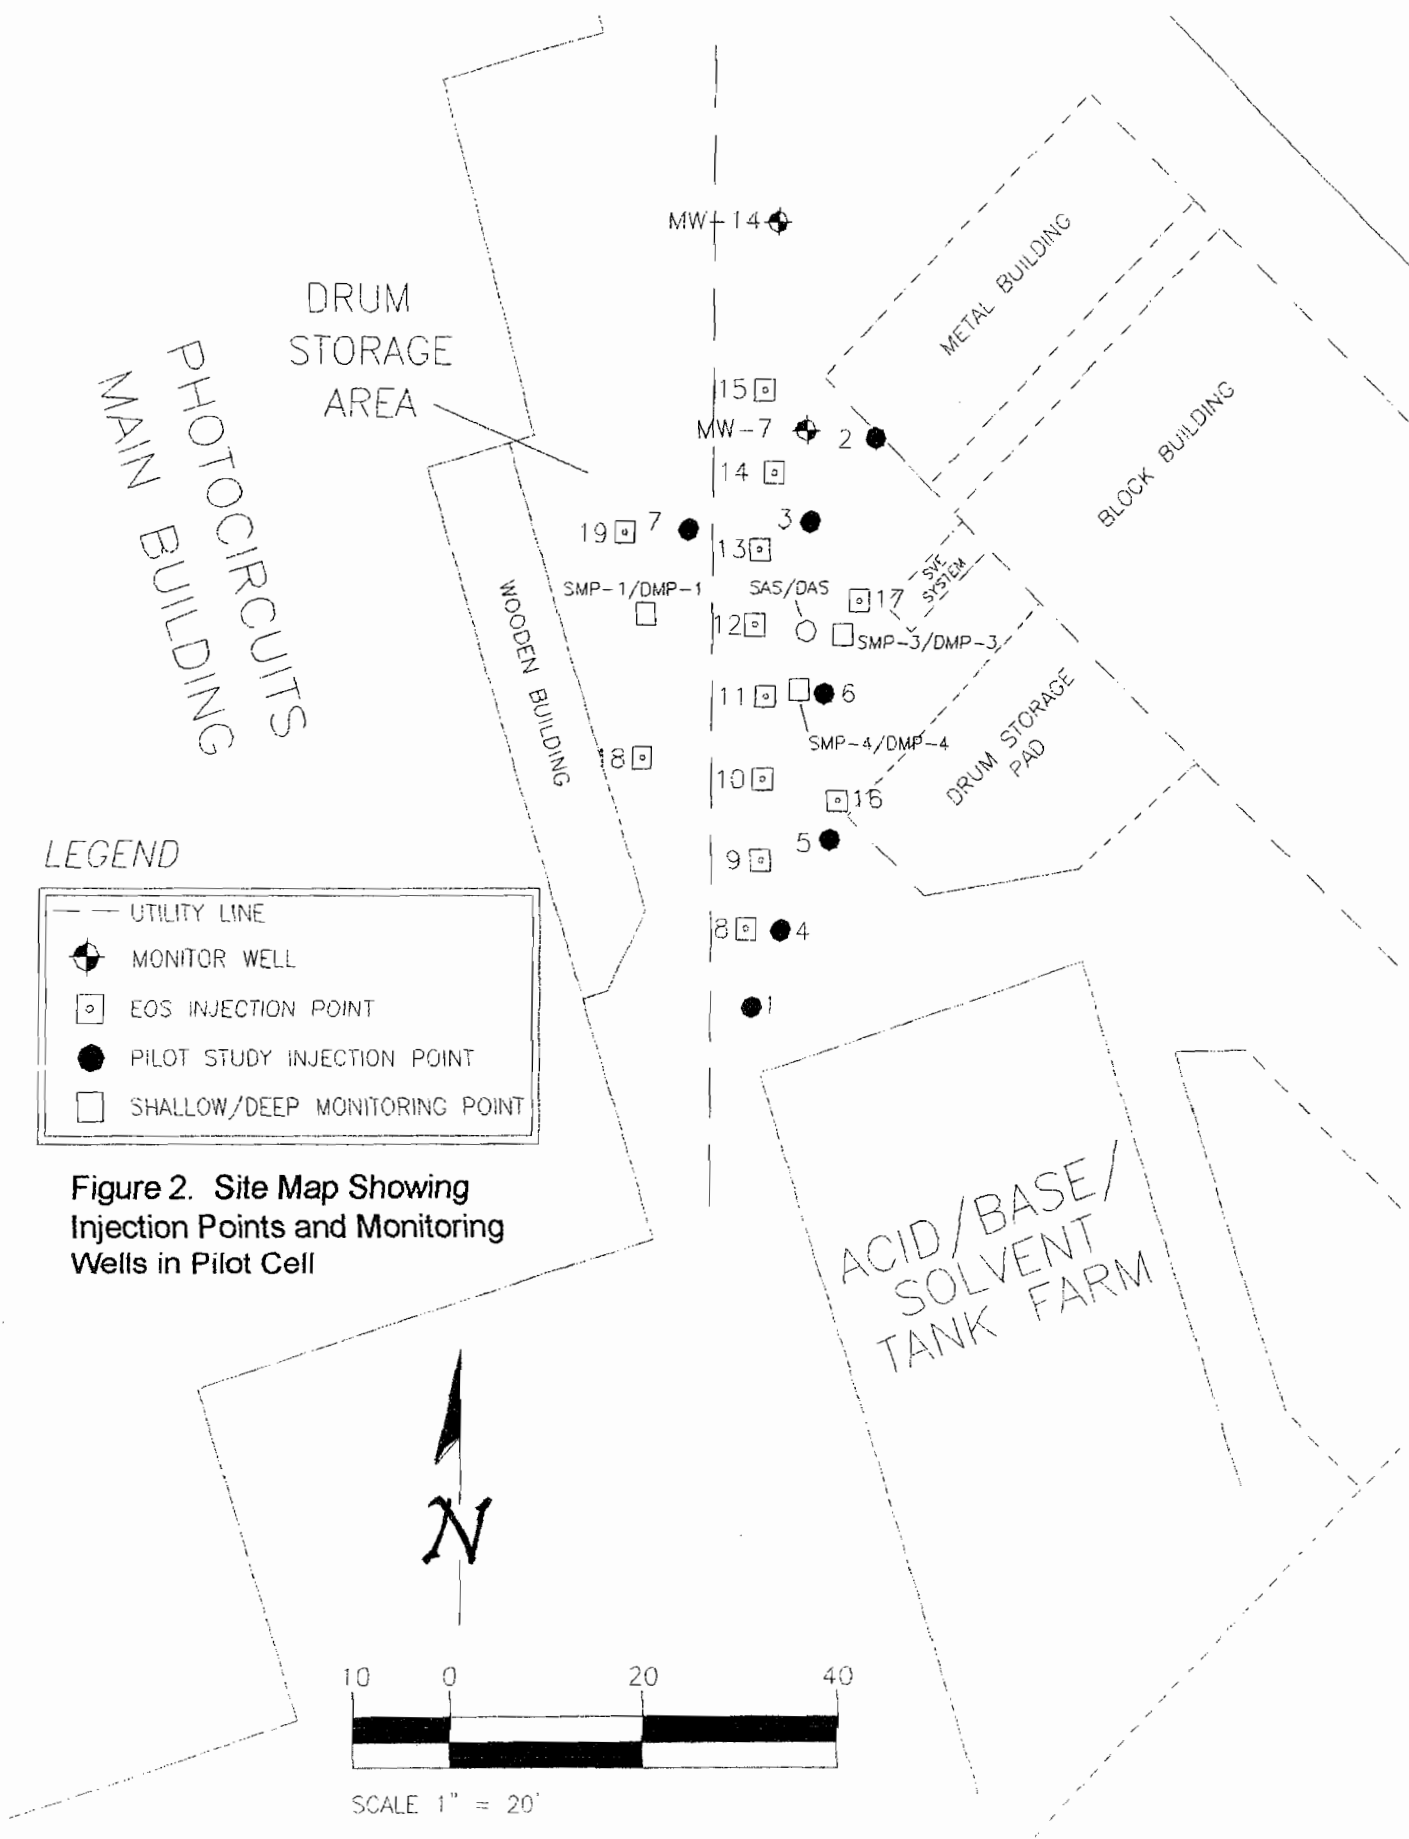 MW-14
DRUM
STORAGE
AREA
PHOTOCIRCUITS
MAIN BUILDING
METAL BUILDING
BLOCK BUILDING
15
MW-7
2
14
19
7
3
13
SVE
SYSTEM
SMP-1/DMP-1
SAS/DAS
17
12
SMP-3/DMP-3
WOODEN BUILDING
11
6
SMP-4/DMP-4
DRUM STORAGE
PAD
18
10
16
5
9
8
4
1
LEGEND
UTILITY LINE
MONITOR WELL
EOS INJECTION POINT
PILOT STUDY INJECTION POINT
SHALLOW/DEEP MONITORING POINT
Figure 2. Site Map Showing
Injection Points and Monitoring
Wells in Pilot Cell
ACID/BASE/
SOLVENT
TANK FARM
N
10 0 20 40
SCALE 1" = 20'